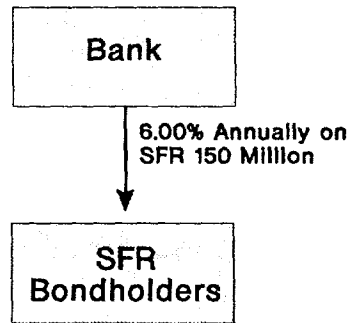 Bank
6.00% Annually on
SFR 150 Million
SFR
Bondholders